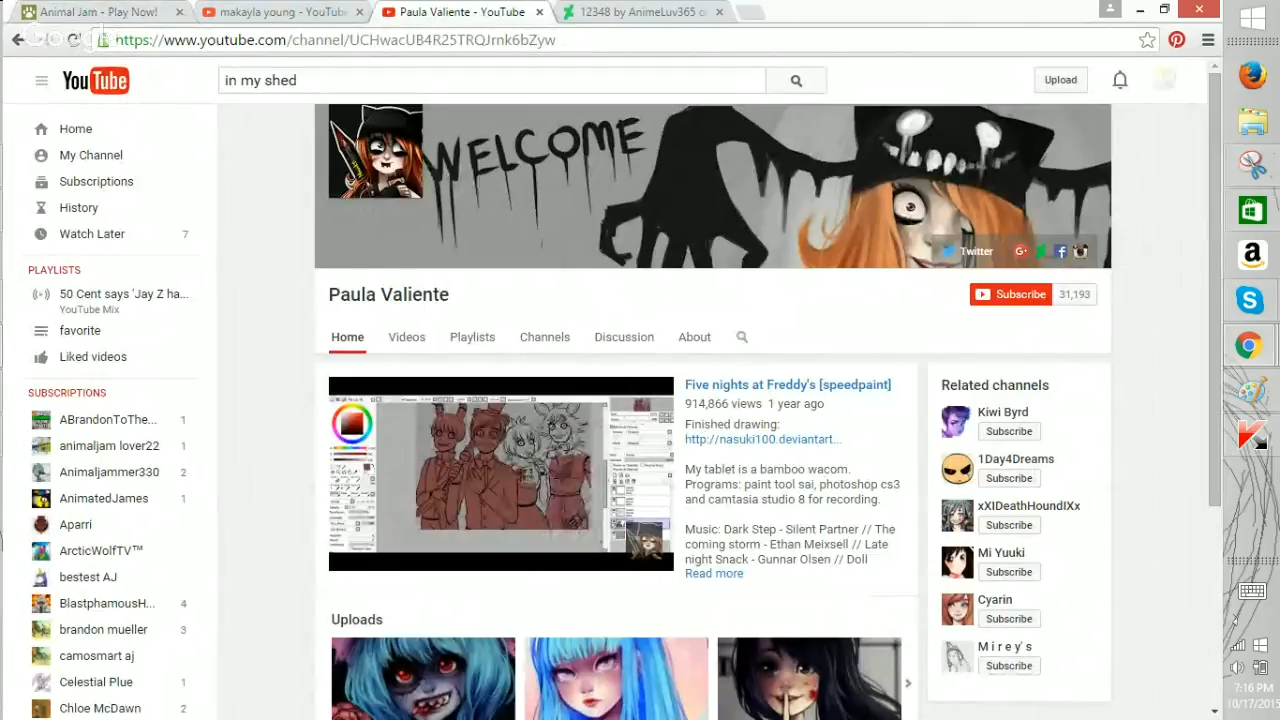 Animal Jam - Play Now!
makayla young - YouTube
Paula Valiente - YouTube
12348 by AnimeLuv365 on
https://www.youtube.com/channel/UCHwacUB4R25TRQJrnk6bZyw
YouTube
in my shed
Upload
Home
My Channel
Subscriptions
History
Watch Later 7
PLAYLISTS
50 Cent says 'Jay Z ha...
YouTube Mix
favorite
Liked videos
SUBSCRIPTIONS
ABrandonToThe... 1
animaljam lover22 1
Animaljammer330 2
AnimatedJames 1
Aparri
ArcticWolfTV™
bestest AJ
BlastphamousH... 4
brandon mueller 3
camosmart aj
Celestial Plue 1
Chloe McDawn 2
WELCOME
Twitter
Paula Valiente
Subscribe 31,193
Home Videos Playlists Channels Discussion About
Five nights at Freddy's [speedpaint]
914,866 views 1 year ago
Finished drawing:
http://nasuki100.deviantart...
My tablet is a bamboo wacom.
Programs: paint tool sai, photoshop cs3
and camtasia studio 8 for recording.
Music: Dark Step - Silent Partner // The
coming storm - Ethan Meixsell // Late
night Snack - Gunnar Olsen // Doll
Read more
Uploads
Related channels
Kiwi Byrd
Subscribe
1Day4Dreams
Subscribe
xXIDeathHoundIXx
Subscribe
Mi Yuuki
Subscribe
Cyarin
Subscribe
M i r e y' s
Subscribe
7:16 PM